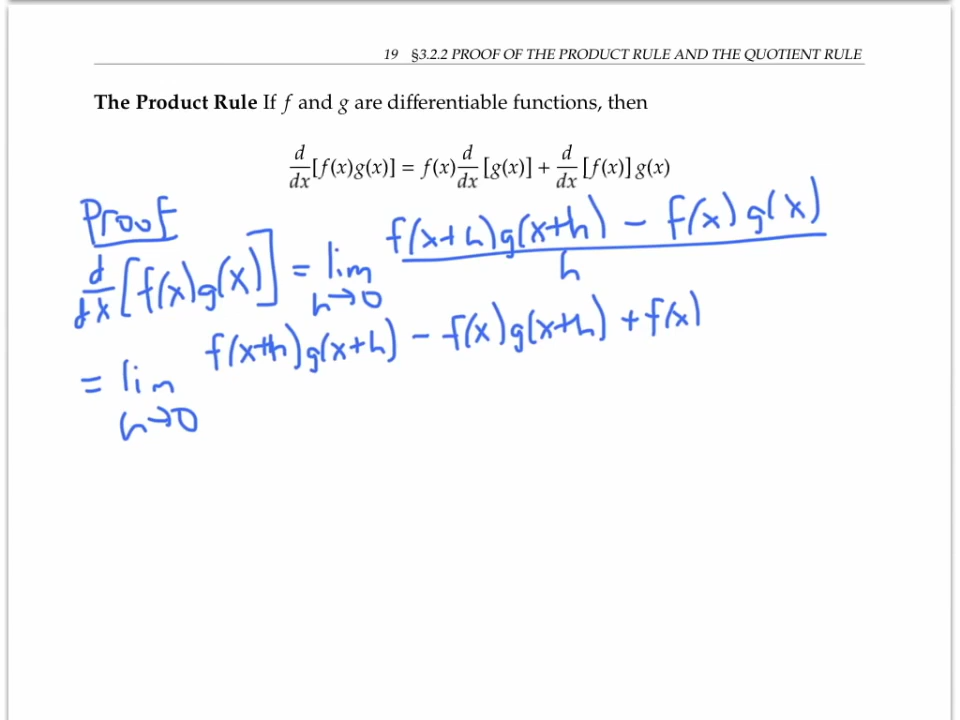 19 §3.2.2 PROOF OF THE PRODUCT RULE AND THE QUOTIENT RULE
The Product Rule If f and g are differentiable functions, then
d/dx [f(x)g(x)] = f(x) d/dx [g(x)] + d/dx [f(x)] g(x)
Proof
d/dx [f(x)g(x)] = lim h→0 f(x+h)g(x+h) − f(x)g(x) / h
= lim h→0 f(x+h)g(x+h) − f(x)g(x+h) + f(x)